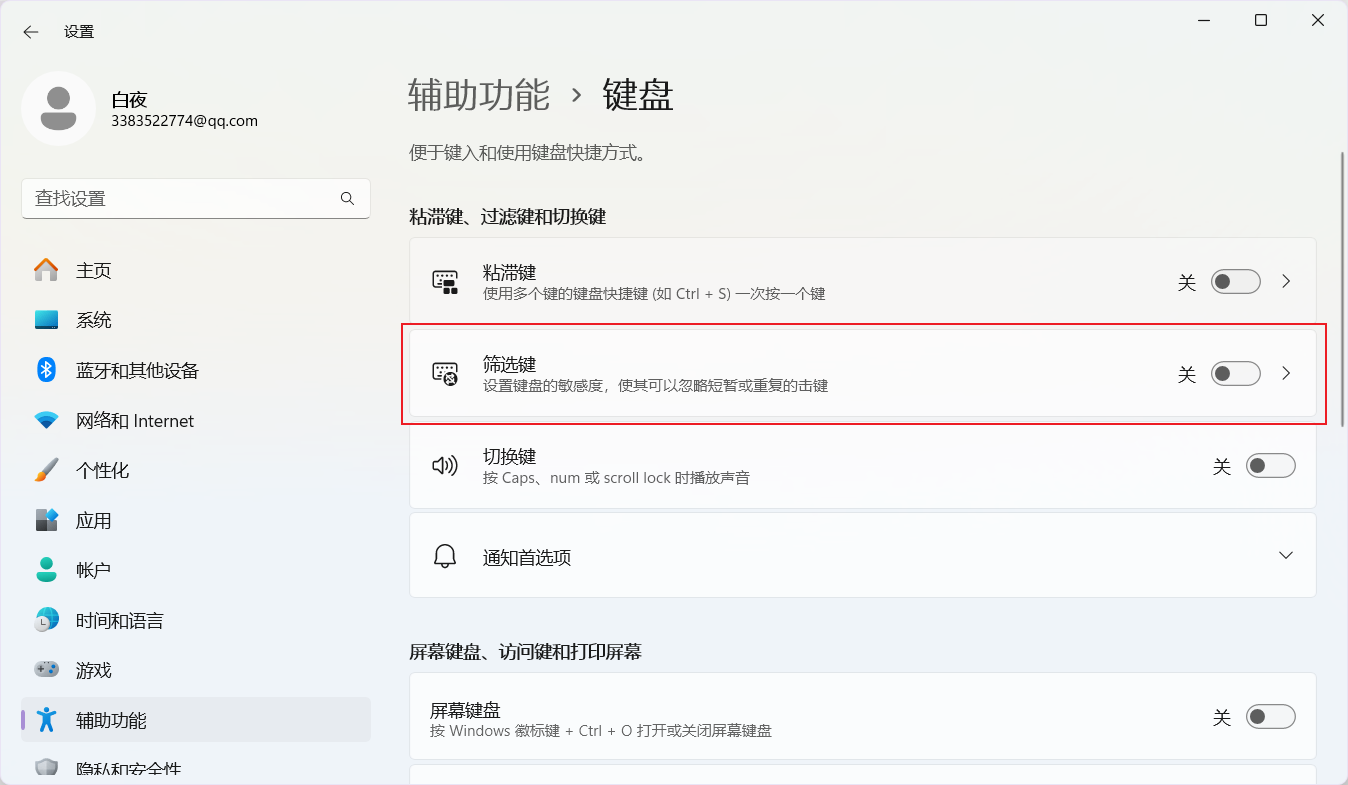 设置
白夜
3383522774@qq.com
查找设置
主页
系统
蓝牙和其他设备
网络和 Internet
个性化
应用
帐户
时间和语言
游戏
辅助功能
隐私和安全性
辅助功能 › 键盘
便于键入和使用键盘快捷方式。
粘滞键、过滤键和切换键
粘滞键
使用多个键的键盘快捷键 (如 Ctrl + S) 一次按一个键
关
筛选键
设置键盘的敏感度，使其可以忽略短暂或重复的击键
关
切换键
按 Caps、num 或 scroll lock 时播放声音
关
通知首选项
屏幕键盘、访问键和打印屏幕
屏幕键盘
按 Windows 徽标键 + Ctrl + O 打开或关闭屏幕键盘
关